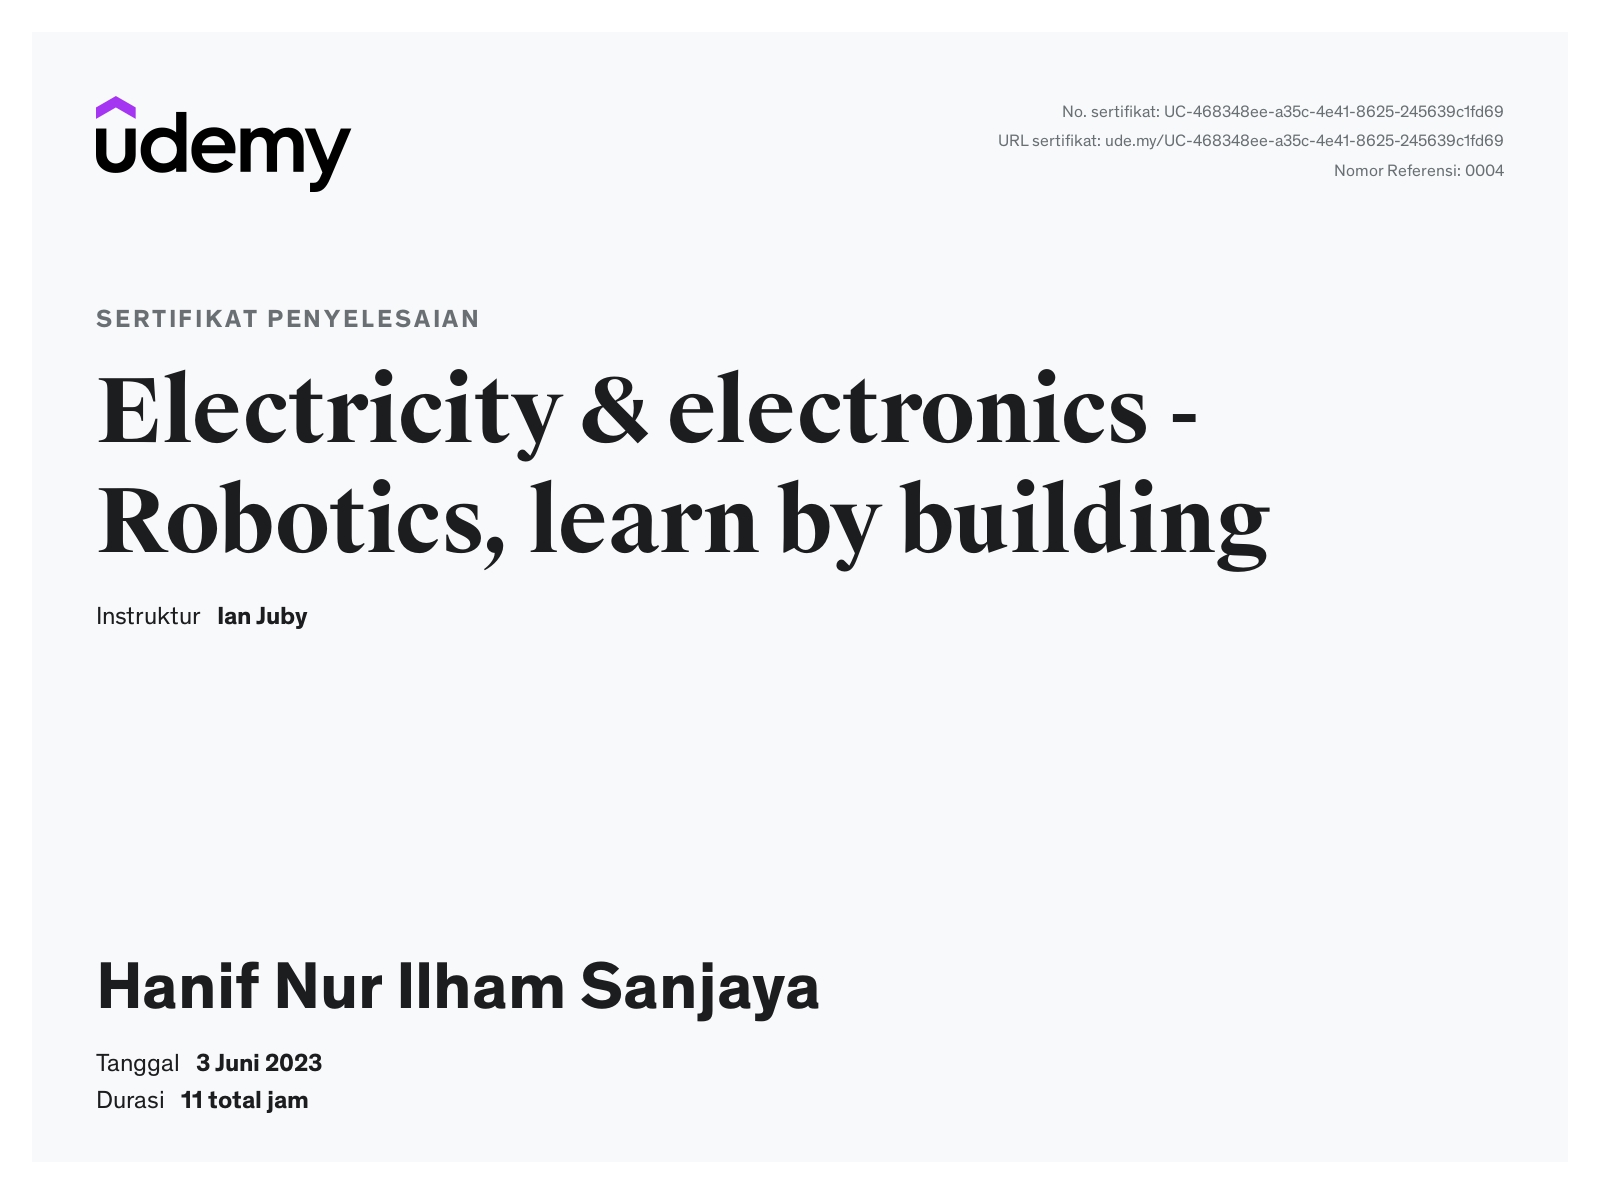 udemy
No. sertifikat: UC-468348ee-a35c-4e41-8625-245639c1fd69
URL sertifikat: ude.my/UC-468348ee-a35c-4e41-8625-245639c1fd69
Nomor Referensi: 0004
SERTIFIKAT PENYELESAIAN
Electricity & electronics -
Robotics, learn by building
Instruktur Ian Juby
Hanif Nur Ilham Sanjaya
Tanggal 3 Juni 2023
Durasi 11 total jam